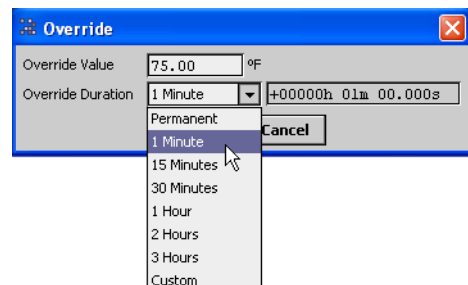 Override
Override Value 75.00 °F
Override Duration 1 Minute +00000h 01m 00.000s
Permanent
Cancel
1 Minute
15 Minutes
30 Minutes
1 Hour
2 Hours
3 Hours
Custom